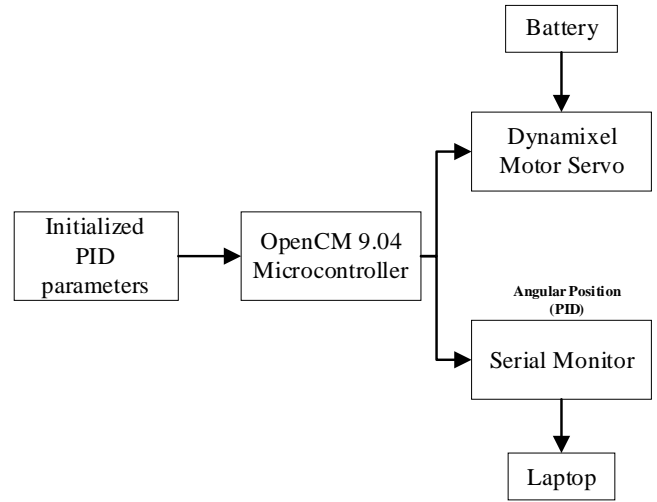 Battery
Dynamixel
Motor Servo
Initialized
PID
parameters
OpenCM 9.04
Microcontroller
Angular Position
(PID)
Serial Monitor
Laptop